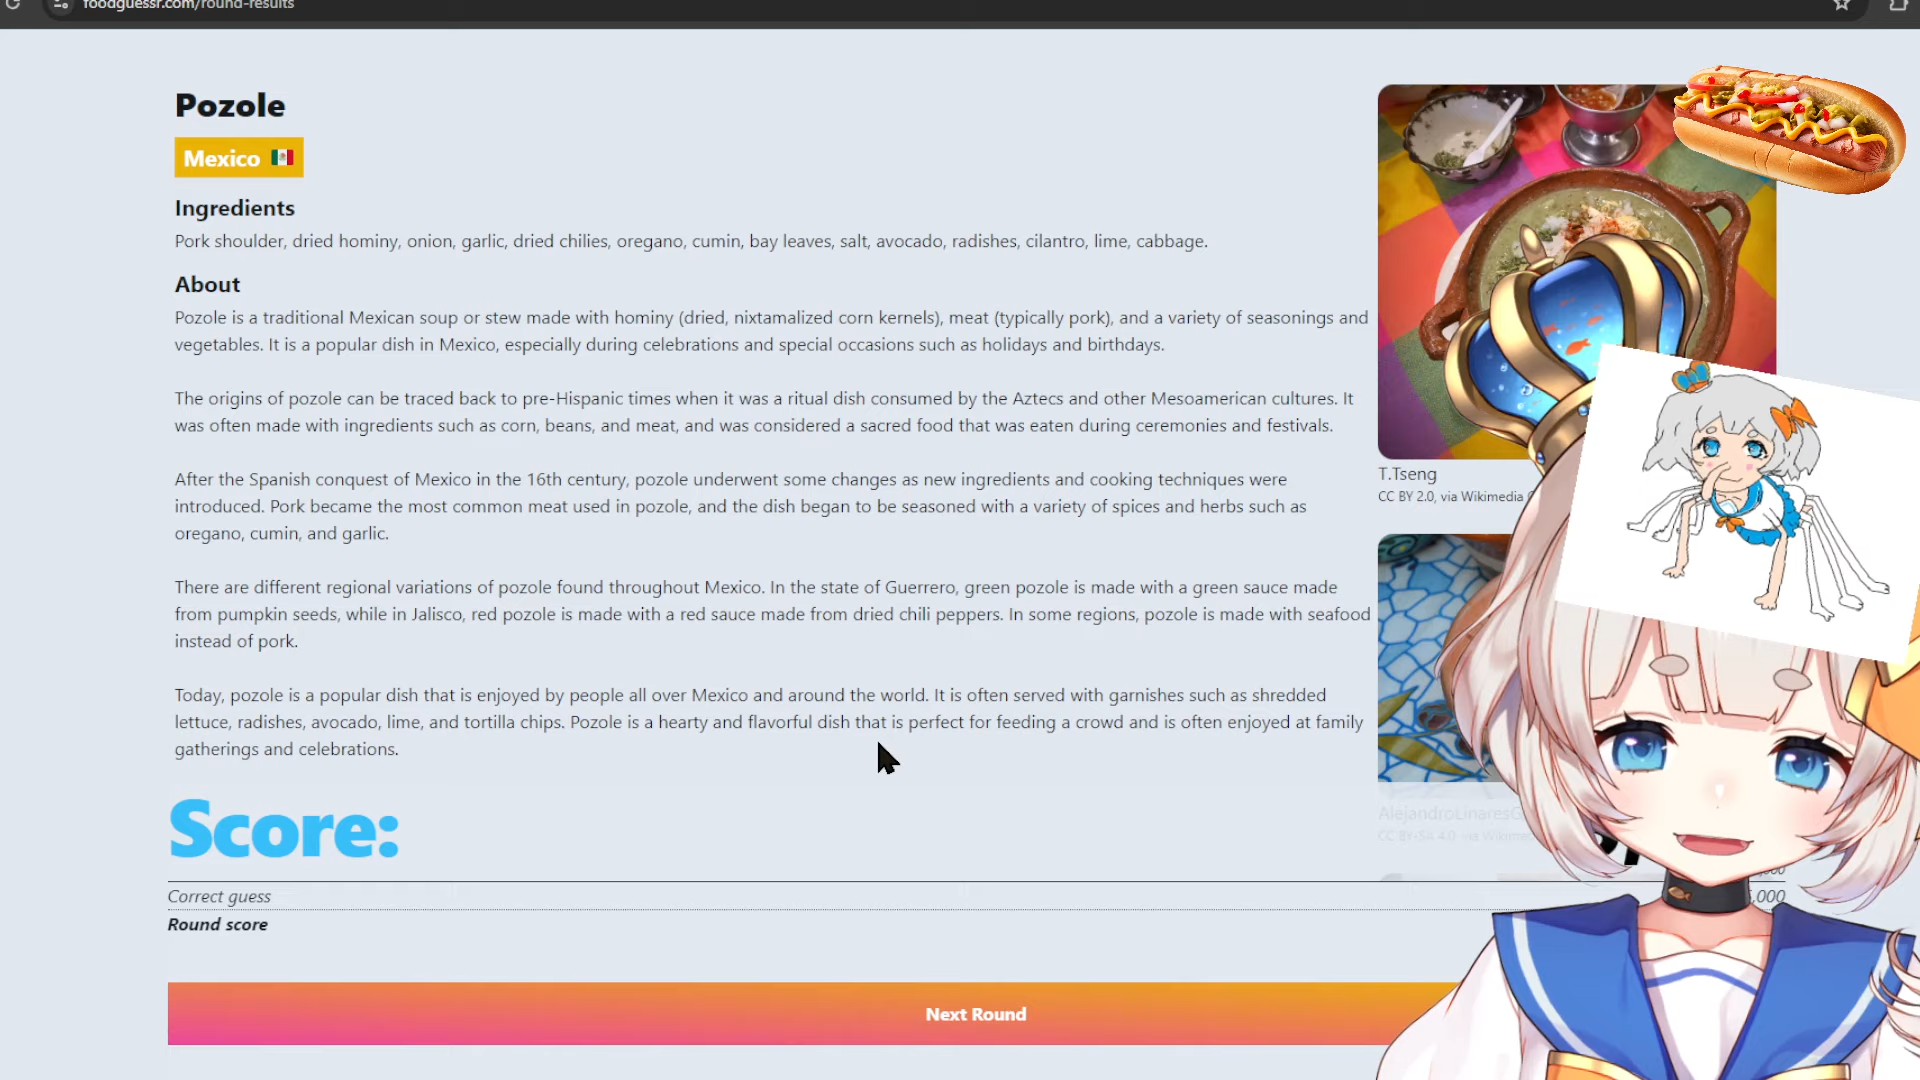 foodguessr.com/round-results
Pozole
Mexico
Ingredients
Pork shoulder, dried hominy, onion, garlic, dried chilies, oregano, cumin, bay leaves, salt, avocado, radishes, cilantro, lime, cabbage.
About
Pozole is a traditional Mexican soup or stew made with hominy (dried, nixtamalized corn kernels), meat (typically pork), and a variety of seasonings and
vegetables. It is a popular dish in Mexico, especially during celebrations and special occasions such as holidays and birthdays.
The origins of pozole can be traced back to pre-Hispanic times when it was a ritual dish consumed by the Aztecs and other Mesoamerican cultures. It
was often made with ingredients such as corn, beans, and meat, and was considered a sacred food that was eaten during ceremonies and festivals.
After the Spanish conquest of Mexico in the 16th century, pozole underwent some changes as new ingredients and cooking techniques were
introduced. Pork became the most common meat used in pozole, and the dish began to be seasoned with a variety of spices and herbs such as
oregano, cumin, and garlic.
There are different regional variations of pozole found throughout Mexico. In the state of Guerrero, green pozole is made with a green sauce made
from pumpkin seeds, while in Jalisco, red pozole is made with a red sauce made from dried chili peppers. In some regions, pozole is made with seafood
instead of pork.
Today, pozole is a popular dish that is enjoyed by people all over Mexico and around the world. It is often served with garnishes such as shredded
lettuce, radishes, avocado, lime, and tortilla chips. Pozole is a hearty and flavorful dish that is perfect for feeding a crowd and is often enjoyed at family
gatherings and celebrations.
T.Tseng
CC BY 2.0, via Wikimedia
AlejandroLinaresG
CC BY-SA 4.0, via Wikime
Score:
Correct guess
,000
Round score
Next Round